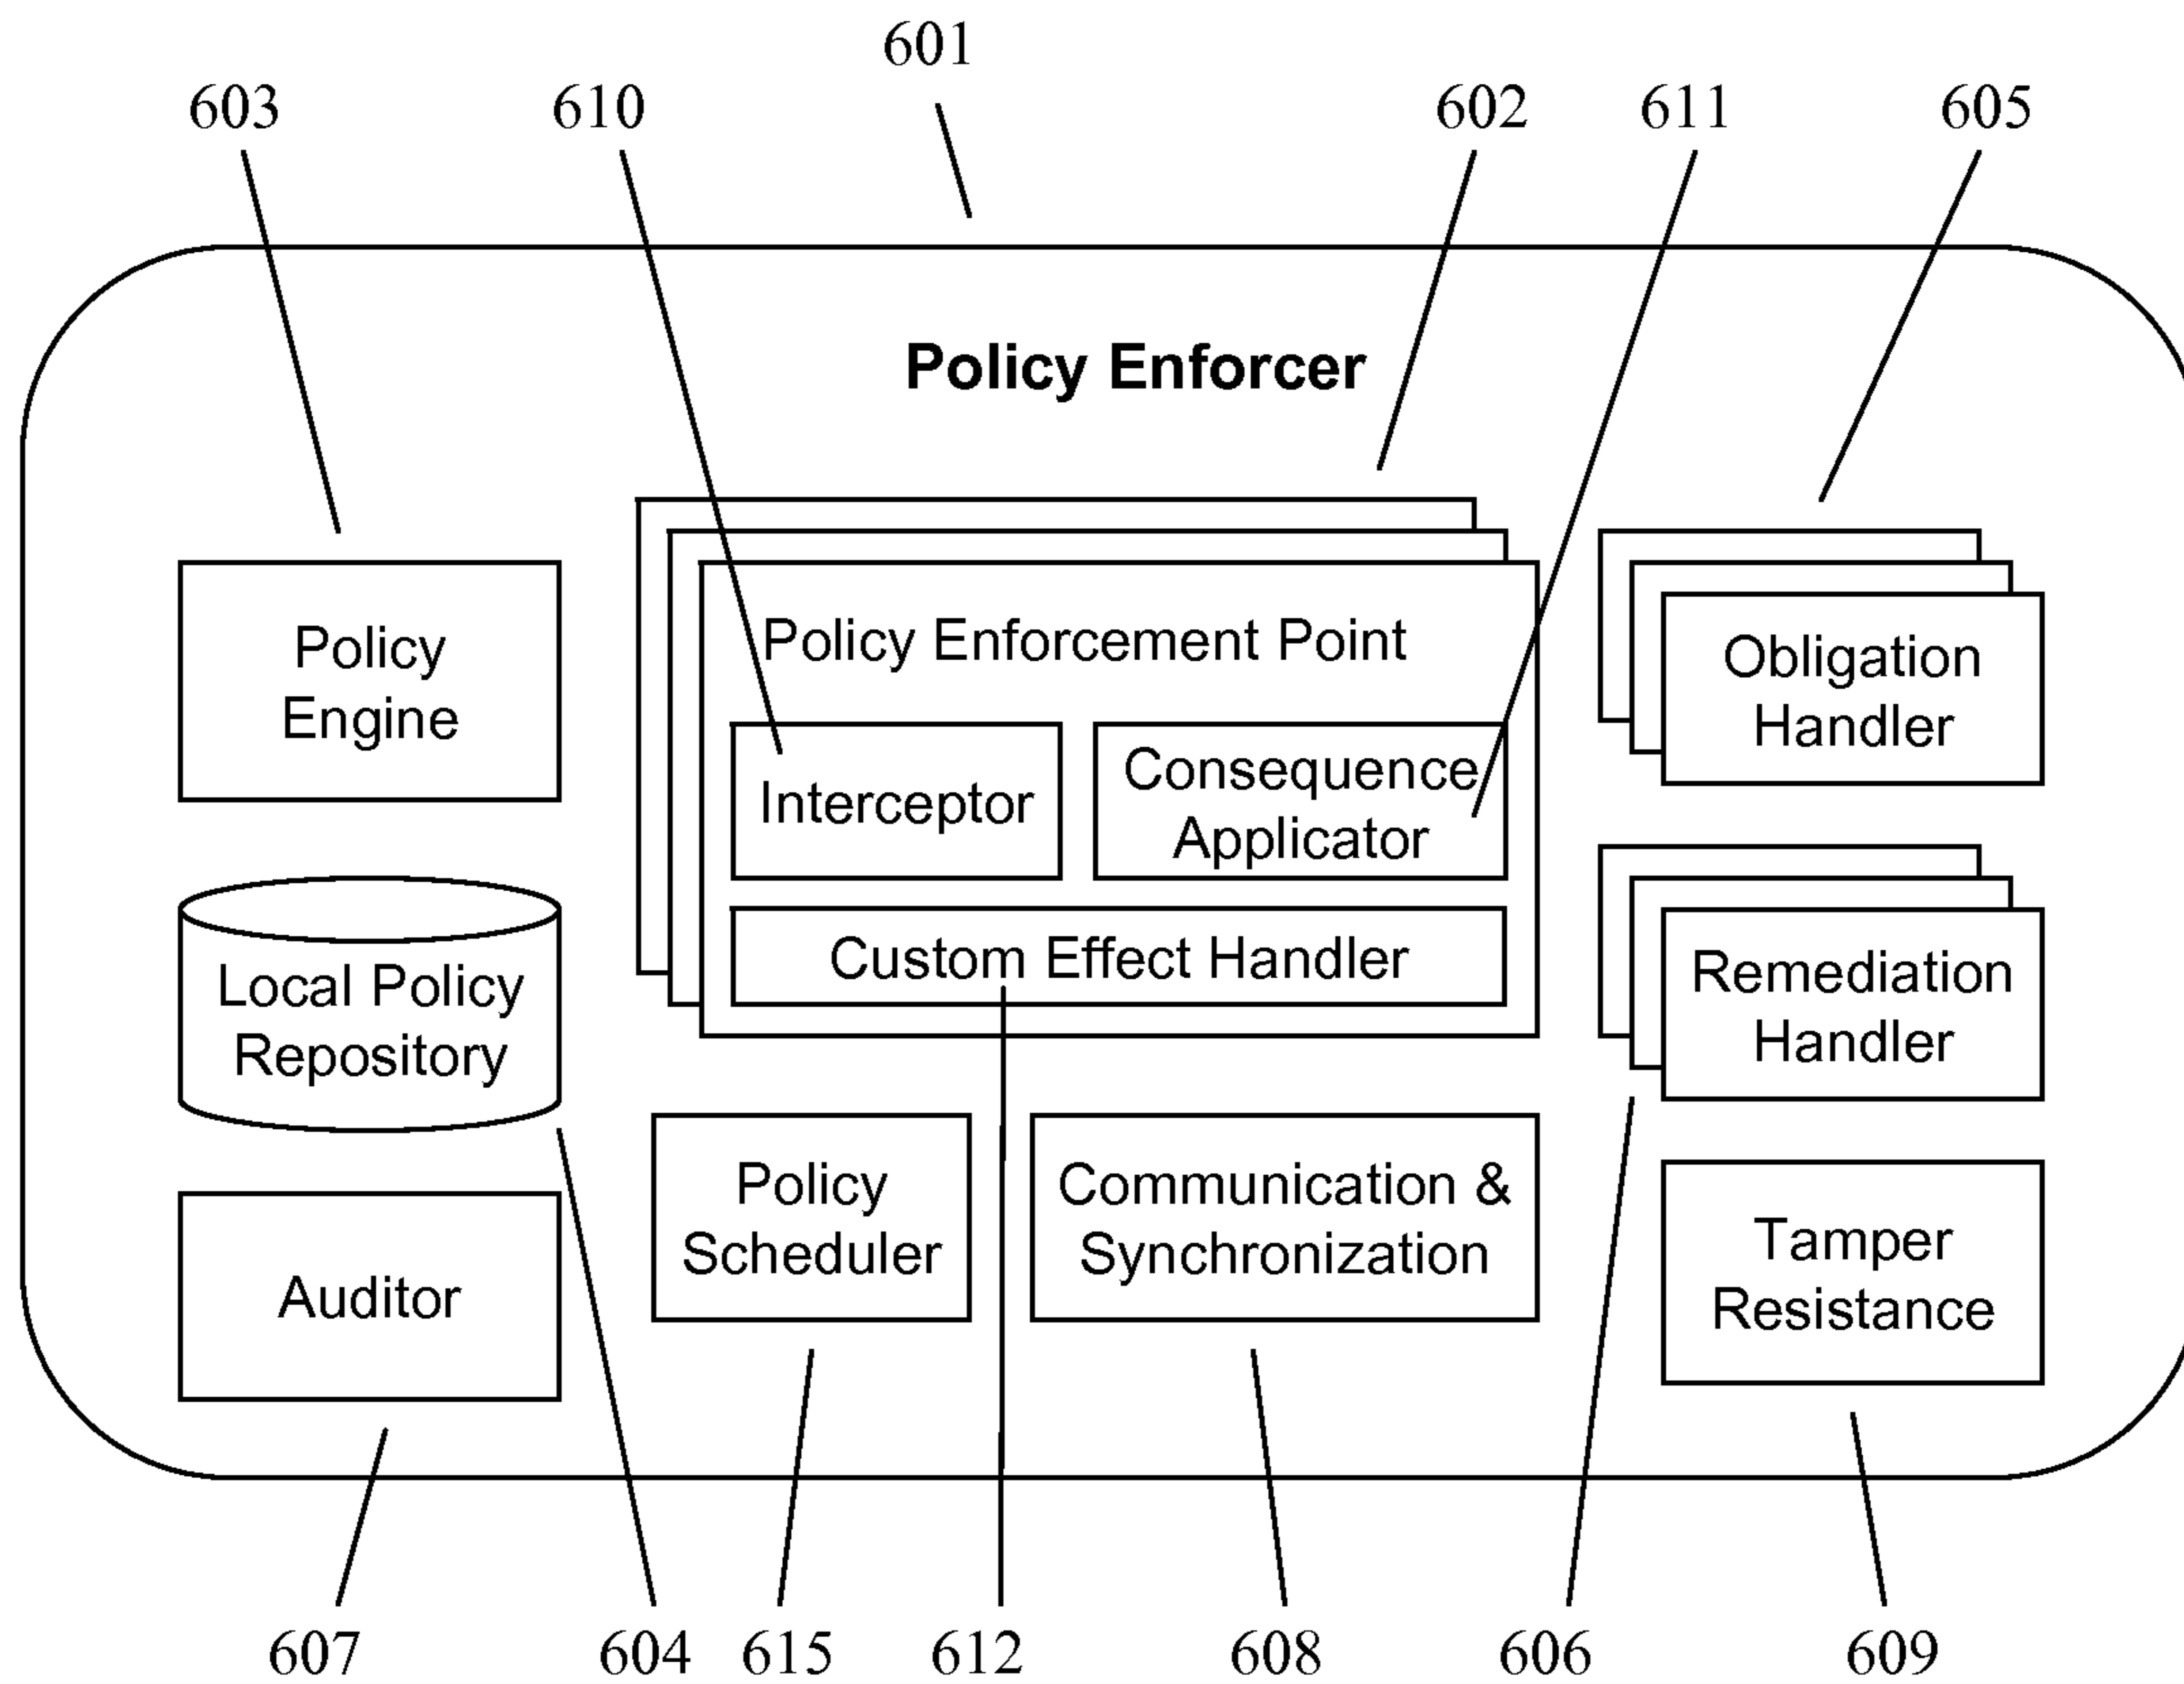 601
603
610
602
611
605
Policy Enforcer
Policy
Engine
Policy Enforcement Point
Interceptor
Consequence
Applicator
Custom Effect Handler
Obligation
Handler
Local Policy
Repository
Remediation
Handler
Auditor
Policy
Scheduler
Communication &
Synchronization
Tamper
Resistance
607
604
615
612
608
606
609